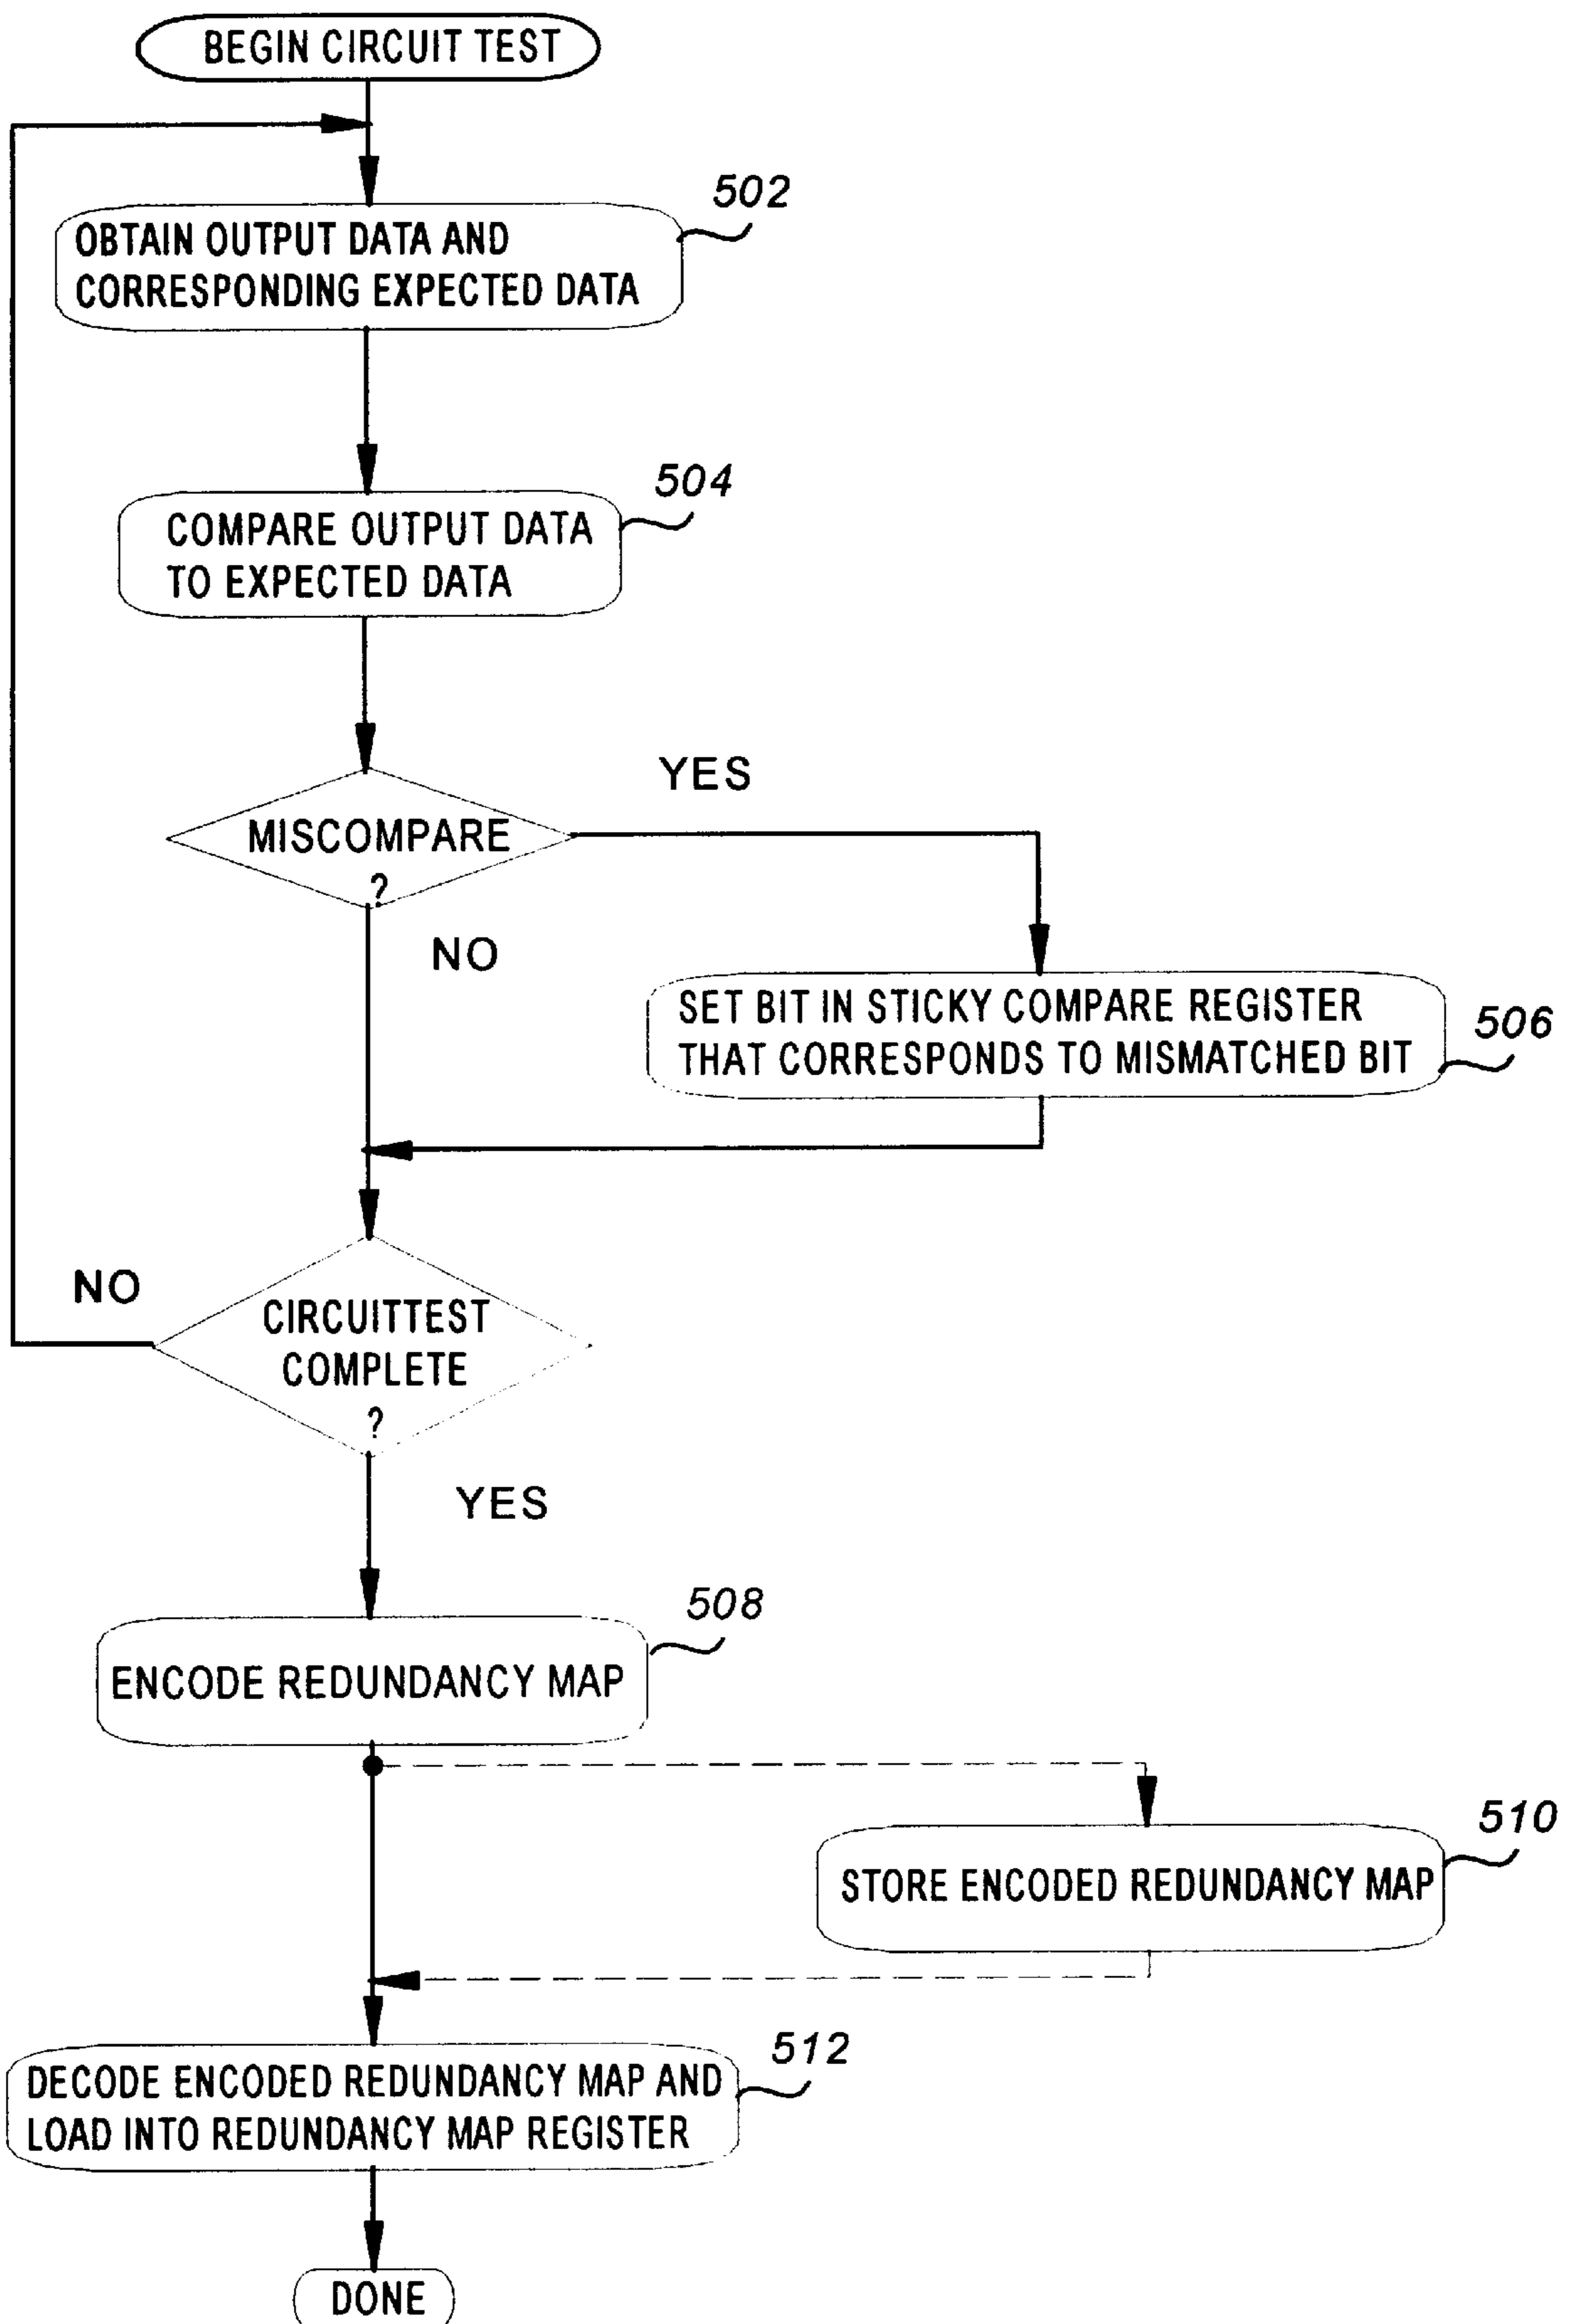 BEGIN CIRCUIT TEST
502
OBTAIN OUTPUT DATA AND
CORRESPONDING EXPECTED DATA
504
COMPARE OUTPUT DATA
TO EXPECTED DATA
YES
MISCOMPARE
?
NO
SET BIT IN STICKY COMPARE REGISTER
THAT CORRESPONDS TO MISMATCHED BIT
506
NO
CIRCUITTEST
COMPLETE
?
YES
508
ENCODE REDUNDANCY MAP
510
STORE ENCODED REDUNDANCY MAP
512
DECODE ENCODED REDUNDANCY MAP AND
LOAD INTO REDUNDANCY MAP REGISTER
DONE